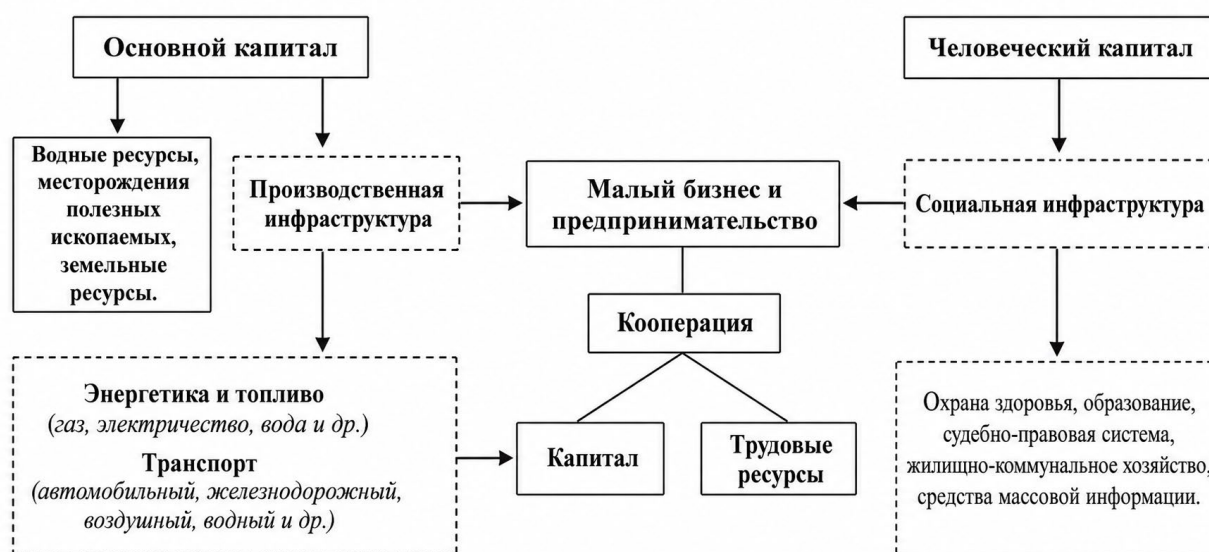 Основной капитал
Человеческий капитал
Водные ресурсы,
месторождения
полезных
ископаемых,
земельные
ресурсы.
Производственная
инфраструктура
Малый бизнес и
предпринимательство
Социальная инфраструктура
Кооперация
Энергетика и топливо
(газ, электричество, вода и др.)
Транспорт
(автомобильный, железнодорожный,
воздушный, водный и др.)
Капитал
Трудовые
ресурсы
Охрана здоровья, образование,
судебно-правовая система,
жилищно-коммунальное хозяйство,
средства массовой информации.